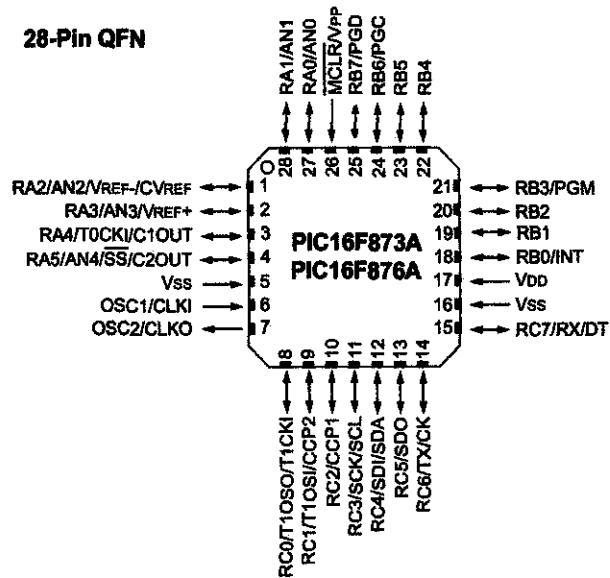 28-Pin QFN
RA1/AN1
RA0/AN0
MCLR/VPP
RB7/PGD
RB6/PGC
RB5
RB4
28
27
26
25
24
23
22
RA2/AN2/VREF-/CVREF
1
RA3/AN3/VREF+
2
RA4/T0CKI/C1OUT
3
RA5/AN4/SS/C2OUT
4
VSS
5
OSC1/CLKI
6
OSC2/CLKO
7
PIC16F873A
PIC16F876A
21
RB3/PGM
20
RB2
19
RB1
18
RB0/INT
17
VDD
16
VSS
15
RC7/RX/DT
8
9
10
11
12
13
14
RC0/T1OSO/T1CKI
RC1/T1OSI/CCP2
RC2/CCP1
RC3/SCK/SCL
RC4/SDI/SDA
RC5/SDO
RC6/TX/CK